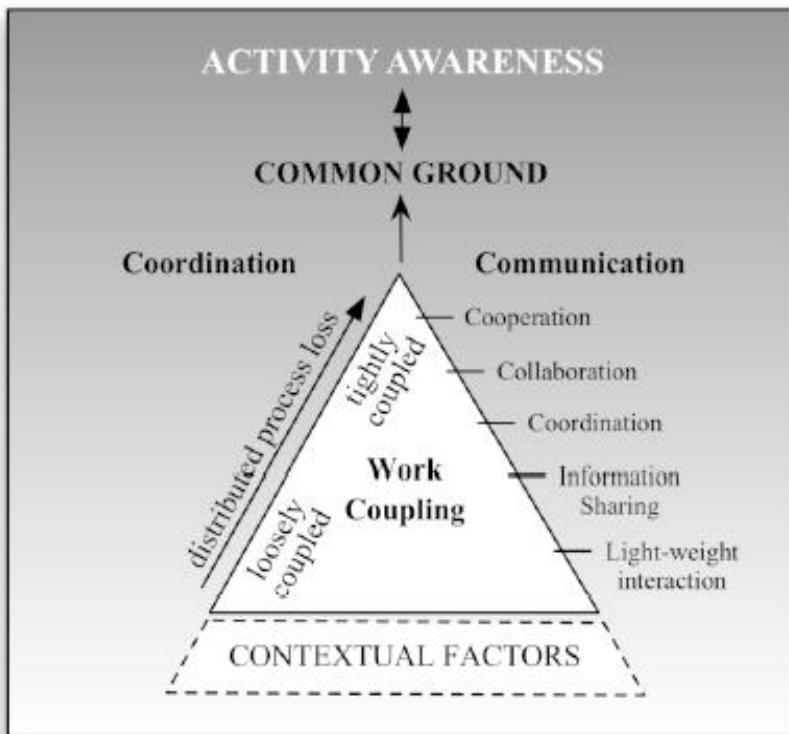 ACTIVITY AWARENESS
COMMON GROUND
Coordination
Communication
distributed process loss
tightly
coupled
loosely
coupled
Work
Coupling
Cooperation
Collaboration
Coordination
Information
Sharing
Light-weight
interaction
CONTEXTUAL FACTORS